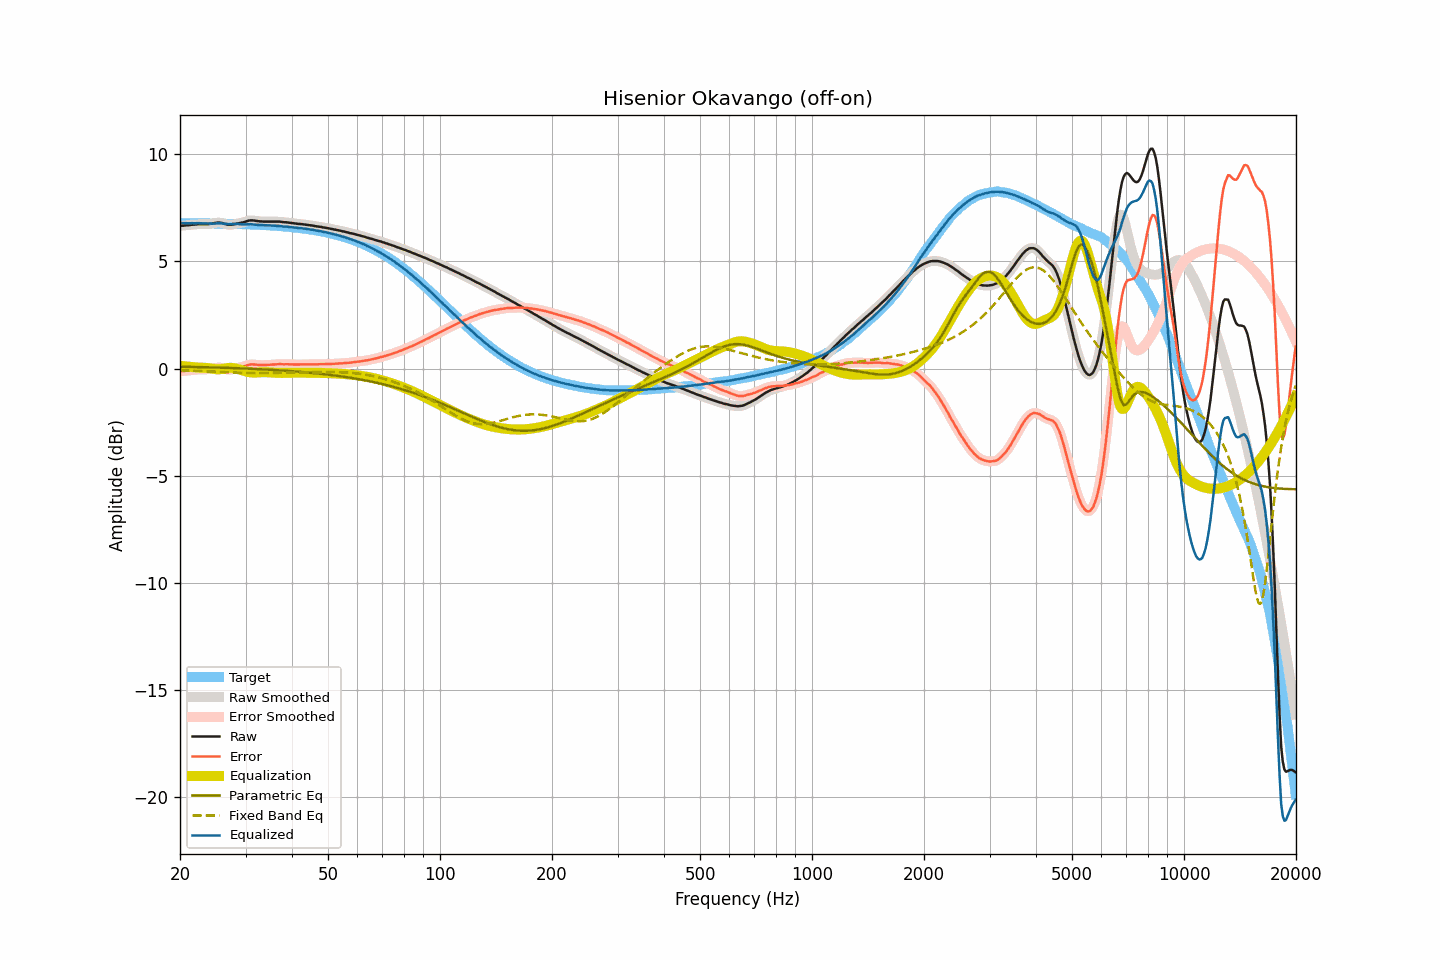 Hisenior Okavango (off-on)
10
5
0
−5
−10
−15
−20
Amplitude (dBr)
Target
Raw Smoothed
Error Smoothed
Raw
Error
Equalization
Parametric Eq
Fixed Band Eq
Equalized
20 50 100 200 500 1000 2000 5000 10000 20000
Frequency (Hz)